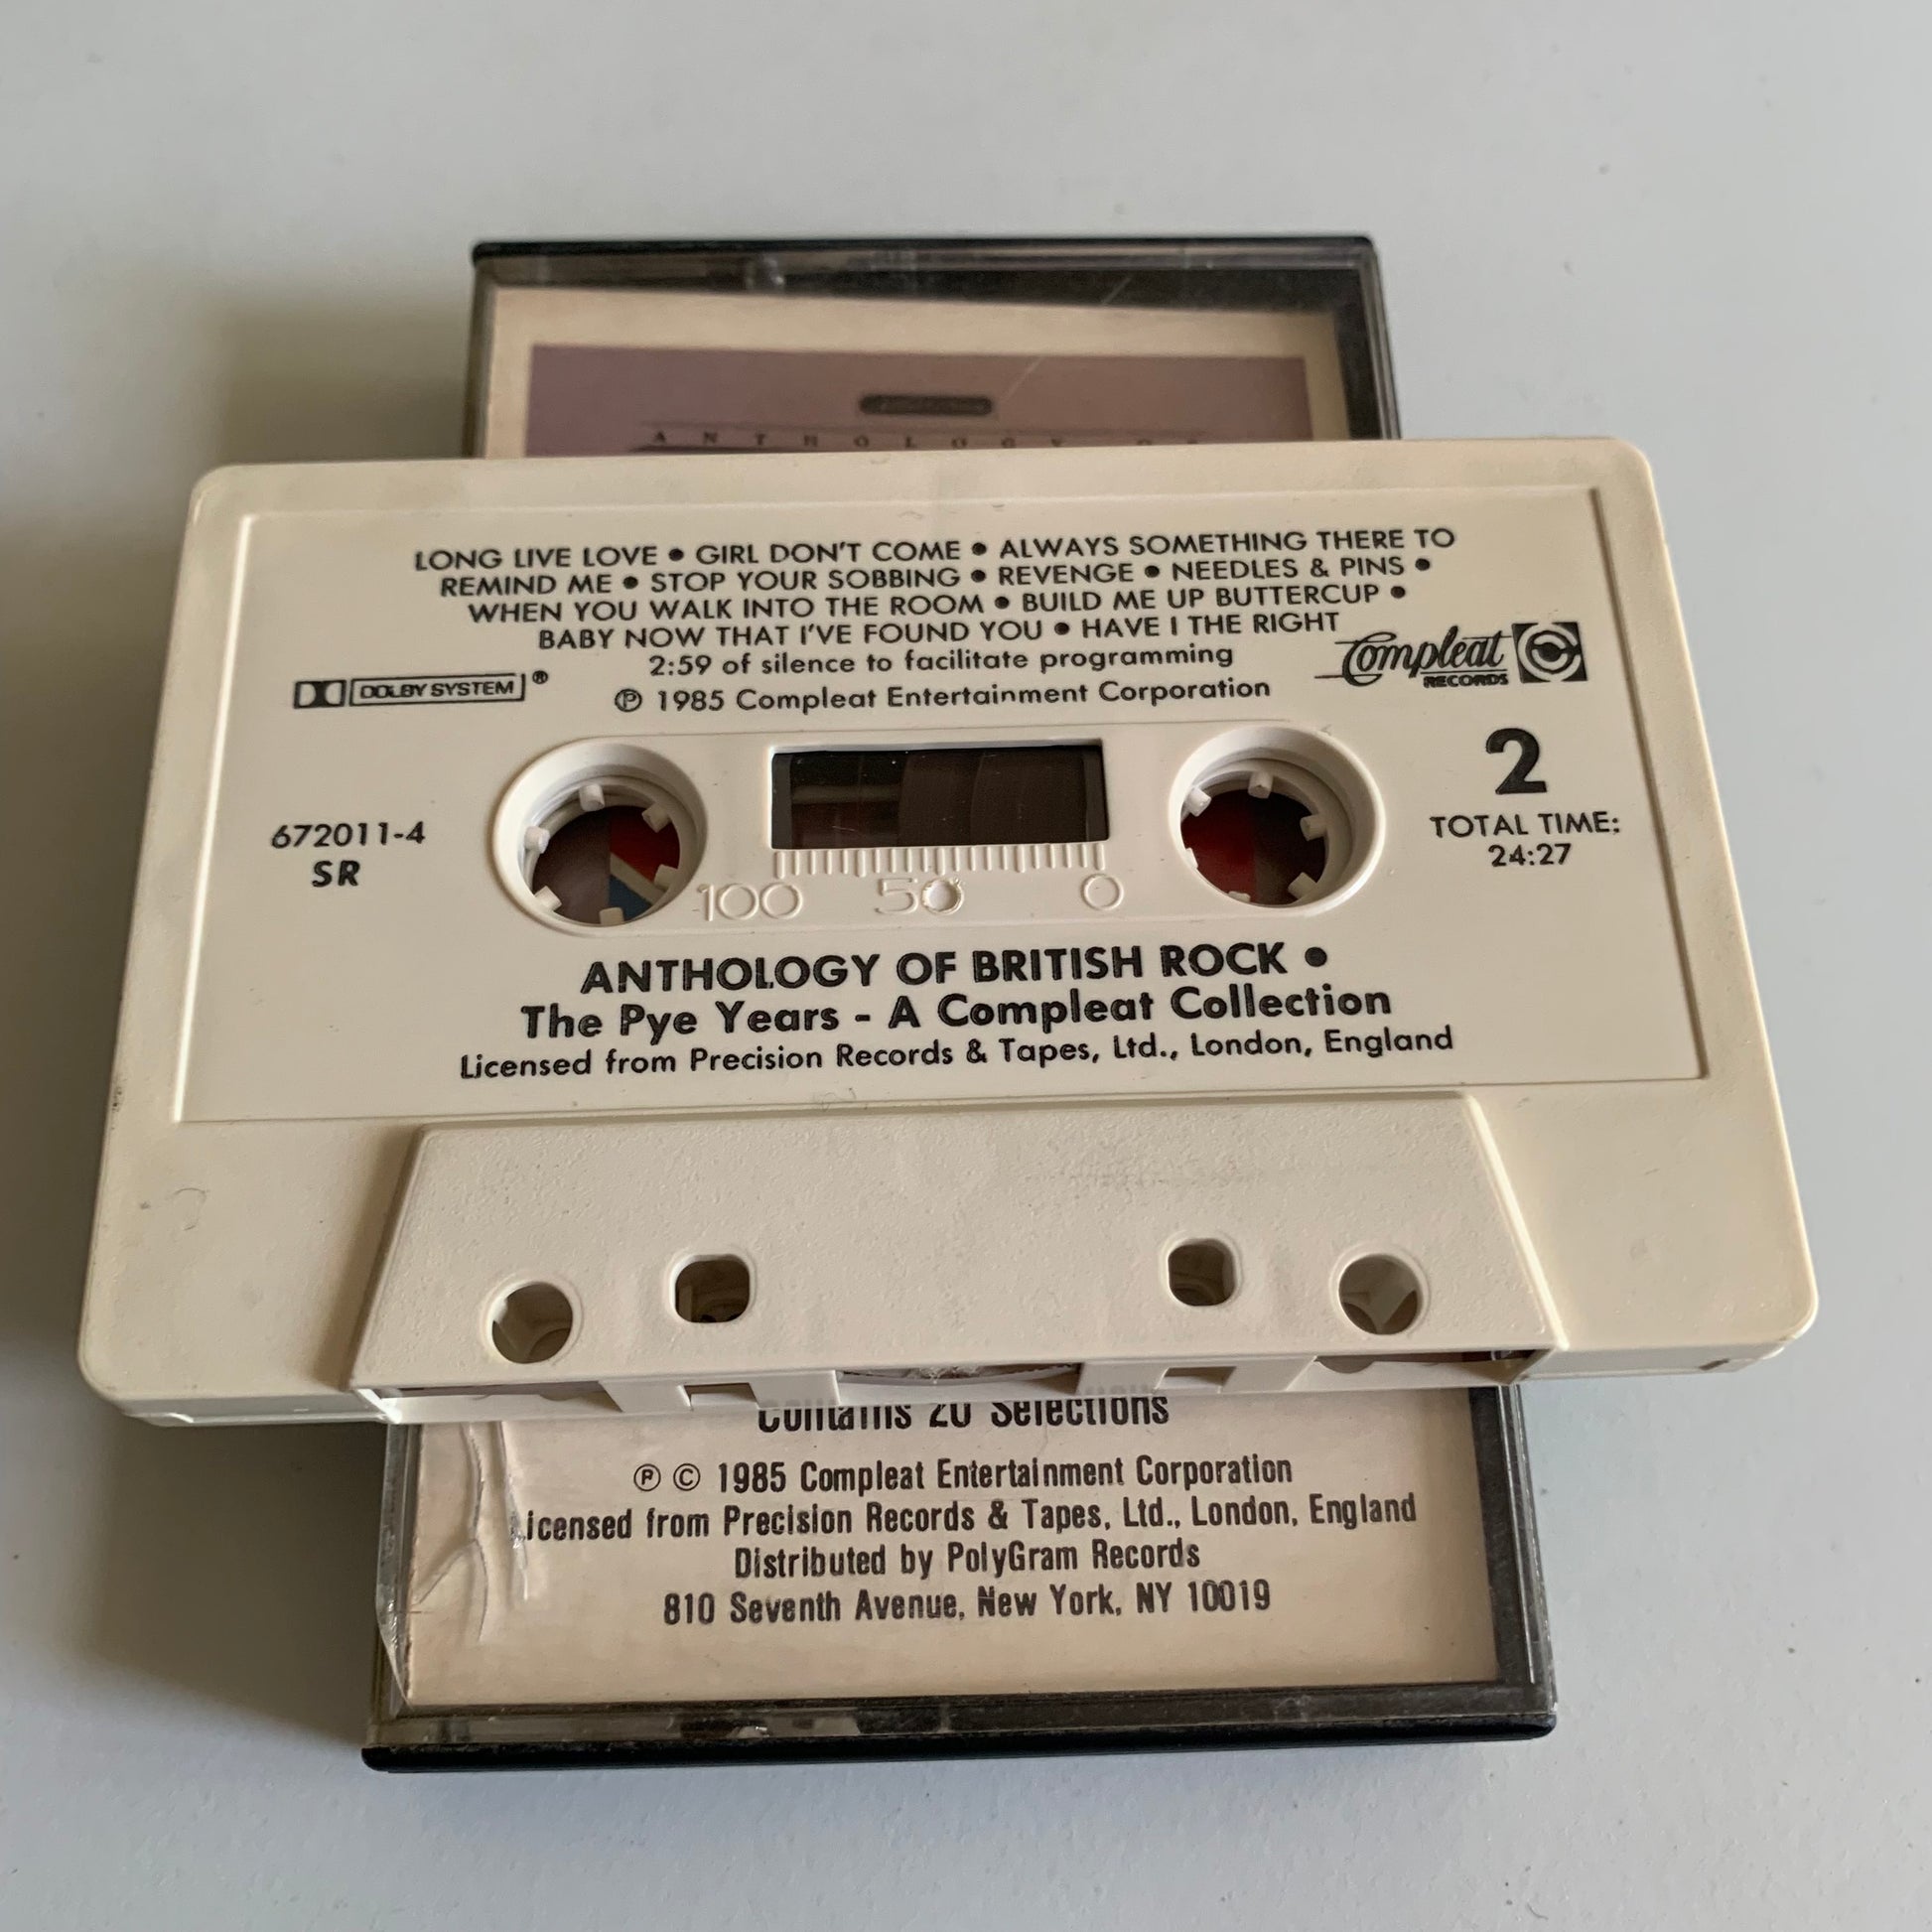 ANTHOLOGY OF
LONG LIVE LOVE • GIRL DON'T COME • ALWAYS SOMETHING THERE TO
REMIND ME • STOP YOUR SOBBING • REVENGE • NEEDLES & PINS •
WHEN YOU WALK INTO THE ROOM • BUILD ME UP BUTTERCUP •
BABY NOW THAT I'VE FOUND YOU • HAVE I THE RIGHT
2:59 of silence to facilitate programming
℗ 1985 Compleat Entertainment Corporation
DOLBY SYSTEM ®
Compleat
RECORDS
2
TOTAL TIME:
24:27
672011-4
SR
100 50 0
ANTHOLOGY OF BRITISH ROCK •
The Pye Years - A Compleat Collection
Licensed from Precision Records & Tapes, Ltd., London, England
Contains 20 Selections
℗ © 1985 Compleat Entertainment Corporation
Licensed from Precision Records & Tapes, Ltd., London, England
Distributed by PolyGram Records
810 Seventh Avenue, New York, NY 10019